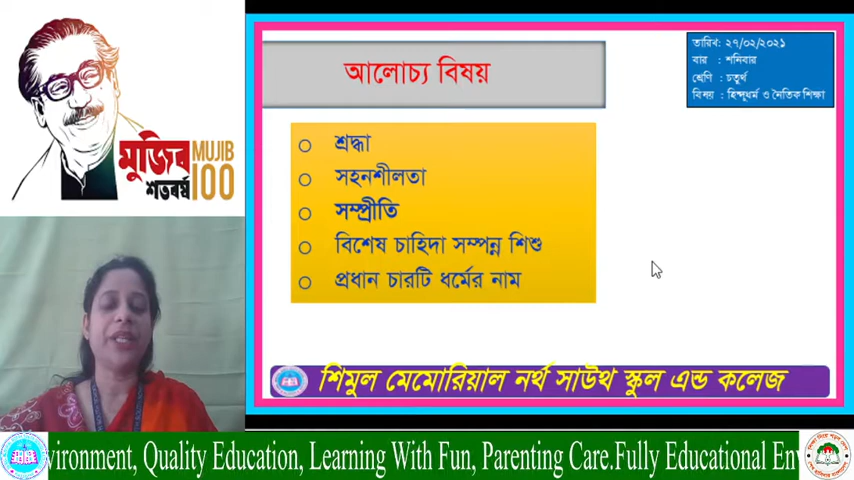 মুজিব
শতবর্ষ
MUJIB
100
আলোচ্য বিষয়
তারিখ: ২৭/০২/২০২১
বার : শনিবার
শ্রেণি : চতুর্থ
বিষয় : হিন্দুধর্ম ও নৈতিক শিক্ষা
শ্রদ্ধা
সহনশীলতা
সম্প্রীতি
বিশেষ চাহিদা সম্পন্ন শিশু
প্রধান চারটি ধর্মের নাম
শিমুল মেমোরিয়াল নর্থ সাউথ স্কুল এন্ড কলেজ
vironment, Quality Education, Learning With Fun, Parenting Care.Fully Educational Env